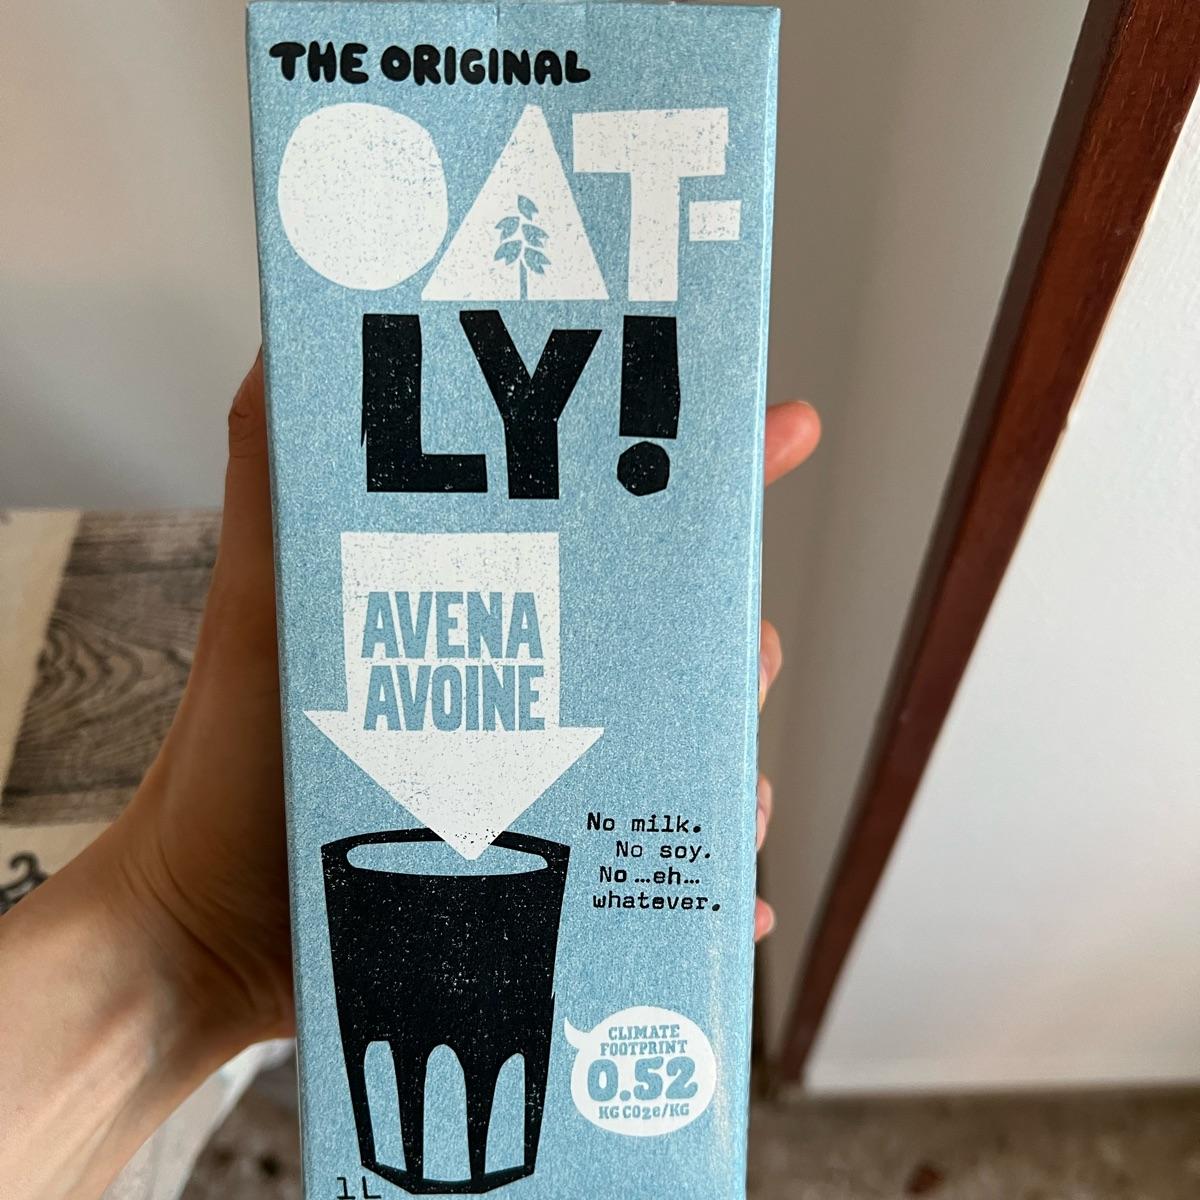 THE ORIGINAL
OAT-
LY!
AVENA
AVOINE
No milk.
No soy.
No ...eh...
whatever.
CLIMATE
FOOTPRINT
0.52
KG CO2e/KG
1L